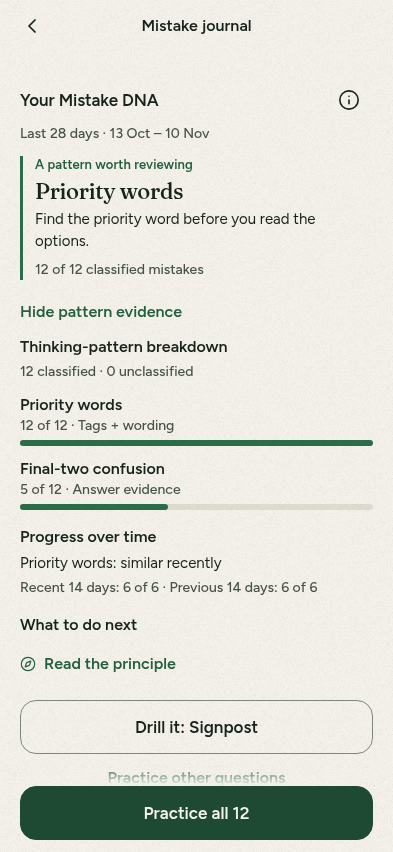 Mistake journal
Your Mistake DNA
Last 28 days · 13 Oct – 10 Nov
A pattern worth reviewing
Priority words
Find the priority word before you read the
options.
12 of 12 classified mistakes
Hide pattern evidence
Thinking-pattern breakdown
12 classified · 0 unclassified
Priority words
12 of 12 · Tags + wording
Final-two confusion
5 of 12 · Answer evidence
Progress over time
Priority words: similar recently
Recent 14 days: 6 of 6 · Previous 14 days: 6 of 6
What to do next
Read the principle
Drill it: Signpost
Practice other questions
Practice all 12